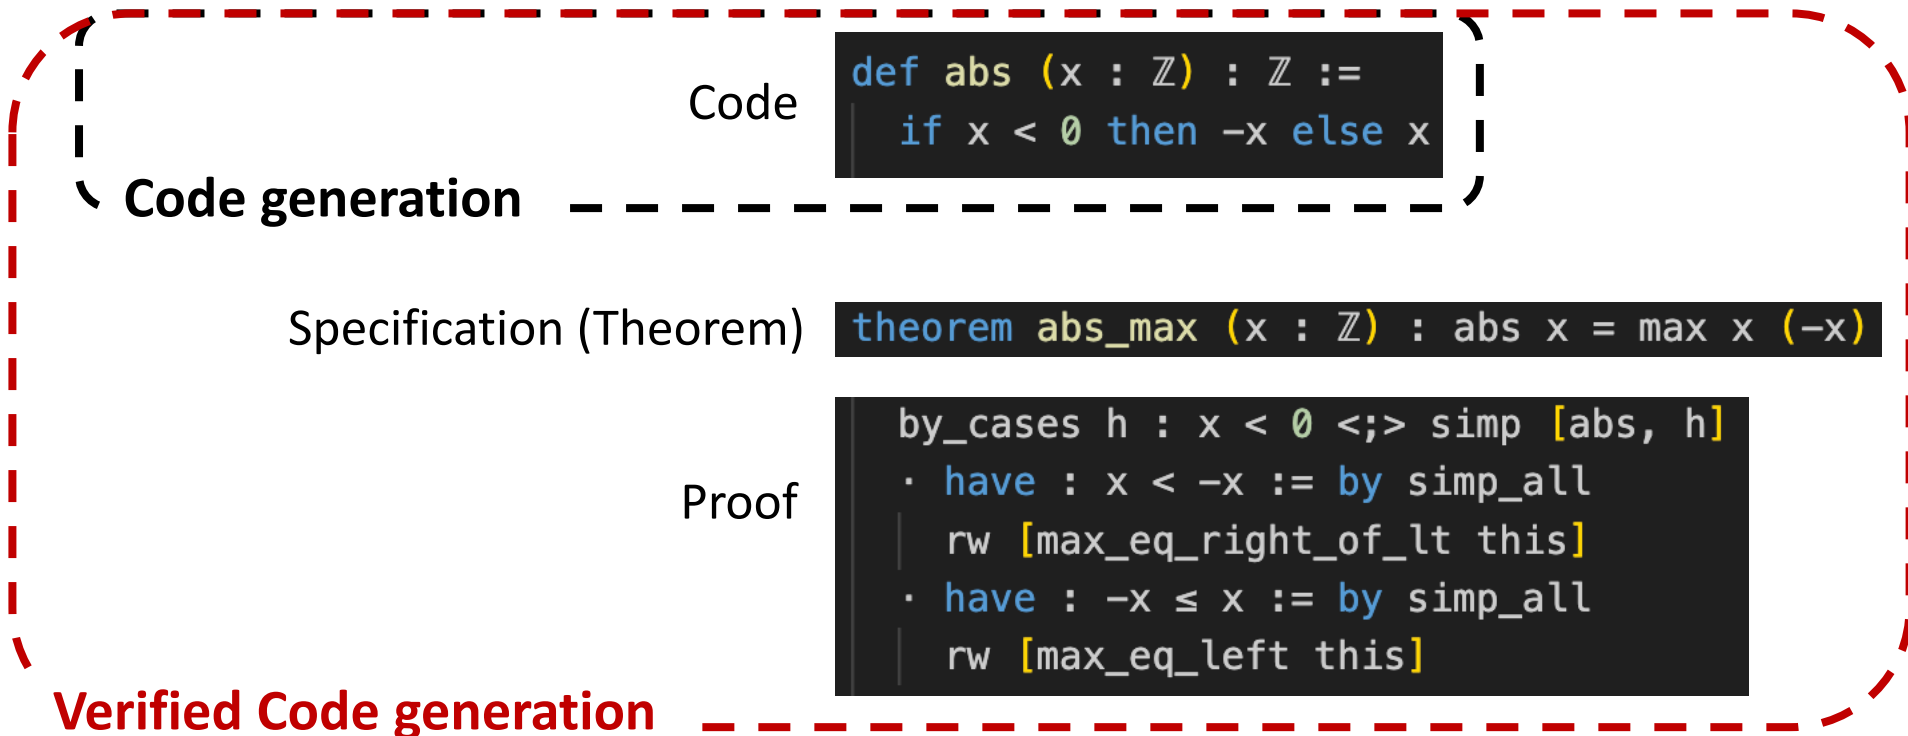 Code
def abs (x : ℤ) : ℤ :=
if x < 0 then -x else x
Code generation
Specification (Theorem)
theorem abs_max (x : ℤ) : abs x = max x (-x)
Proof
by_cases h : x < 0 <;> simp [abs, h]
· have : x < -x := by simp_all
rw [max_eq_right_of_lt this]
· have : -x ≤ x := by simp_all
rw [max_eq_left this]
Verified Code generation